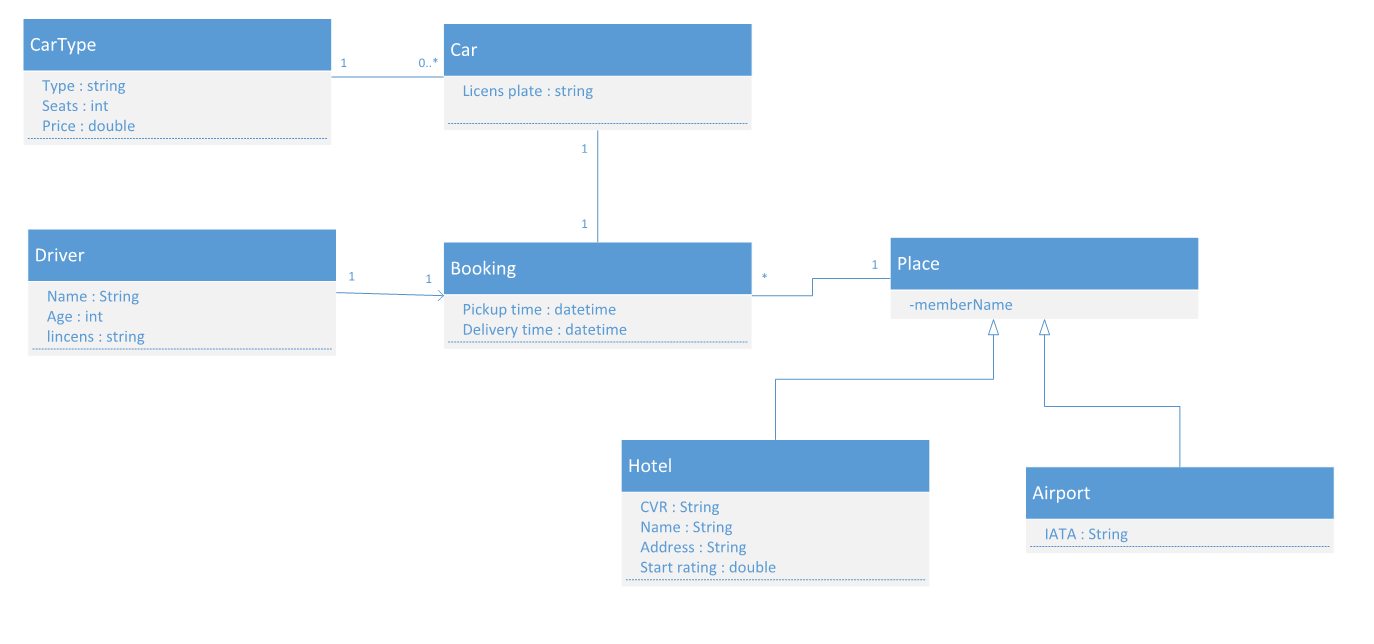 CarType
Type : string
Seats : int
Price : double
1
0..*
Car
Licens plate : string
1
1
Driver
Name : String
Age : int
lincens : string
1
1
Booking
Pickup time : datetime
Delivery time : datetime
*
1
Place
-memberName
Hotel
CVR : String
Name : String
Address : String
Start rating : double
Airport
IATA : String